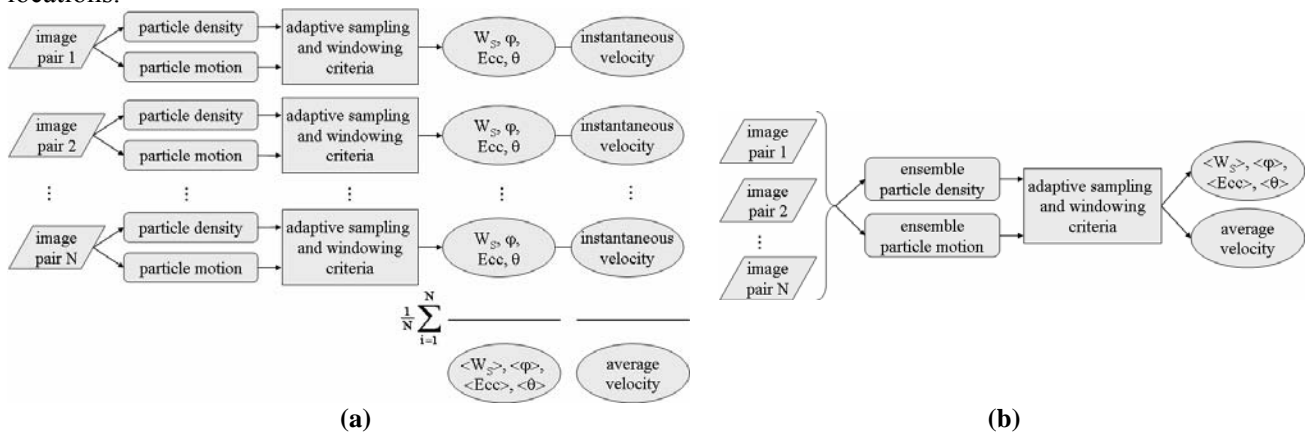 locations.
image
pair 1
particle density
particle motion
adaptive sampling
and windowing
criteria
W_S, φ,
Ecc, θ
instantaneous
velocity
image
pair 2
particle density
particle motion
adaptive sampling
and windowing
criteria
W_S, φ,
Ecc, θ
instantaneous
velocity
⋮ ⋮ ⋮ ⋮ ⋮
image
pair N
particle density
particle motion
adaptive sampling
and windowing
criteria
W_S, φ,
Ecc, θ
instantaneous
velocity
1/N ∑ i=1 N
<W_S>, <φ>,
<Ecc>, <θ>
average
velocity
(a)
image
pair 1
image
pair 2
⋮
image
pair N
ensemble
particle density
ensemble
particle motion
adaptive sampling
and windowing
criteria
<W_S>, <φ>,
<Ecc>, <θ>
average
velocity
(b)